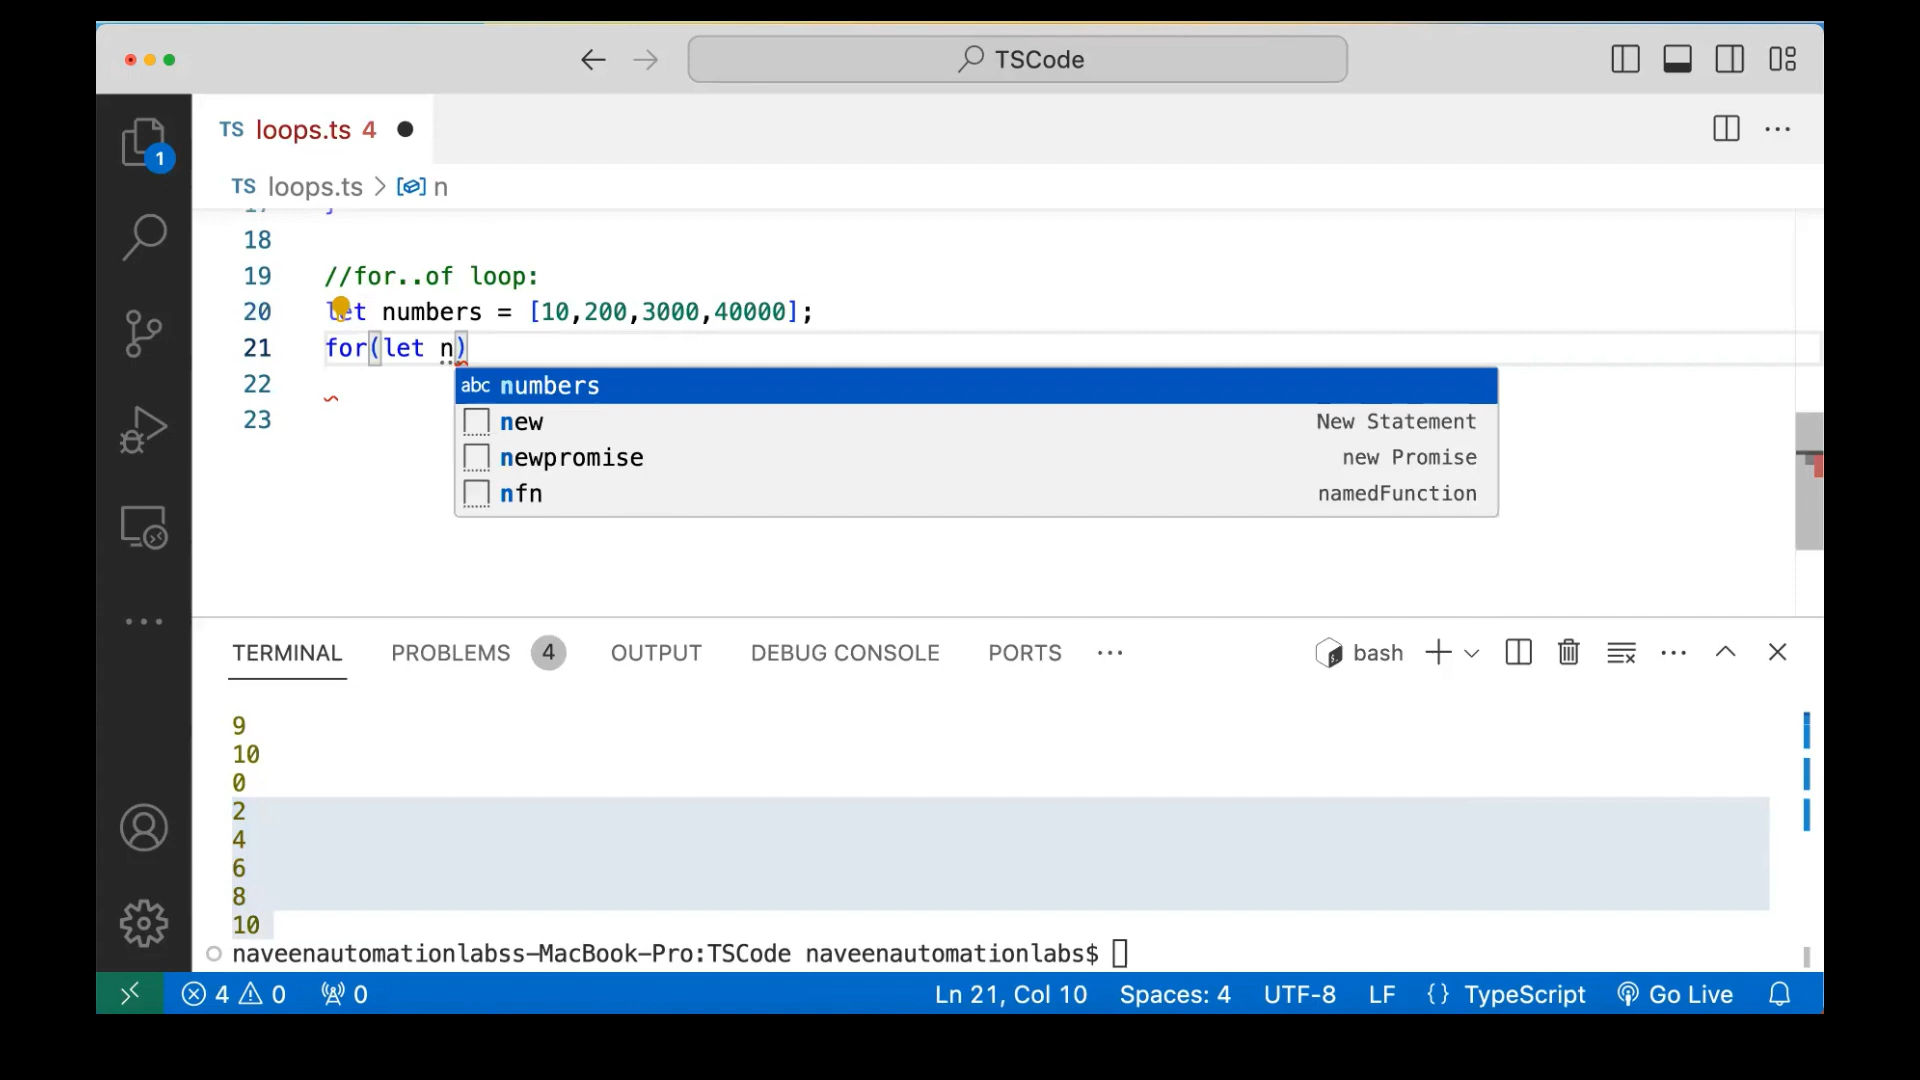 TSCode
TS loops.ts 4
1
TS loops.ts > n
17 }
18
19 //for..of loop:
20 let numbers = [10,200,3000,40000];
21 for(let n)
22
23
abc numbers
new New Statement
newpromise new Promise
nfn namedFunction
TERMINAL PROBLEMS 4 OUTPUT DEBUG CONSOLE PORTS
bash
9
10
0
2
4
6
8
10
naveenautomationlabss-MacBook-Pro:TSCode naveenautomationlabs$
4 0 0 Ln 21, Col 10 Spaces: 4 UTF-8 LF {} TypeScript Go Live